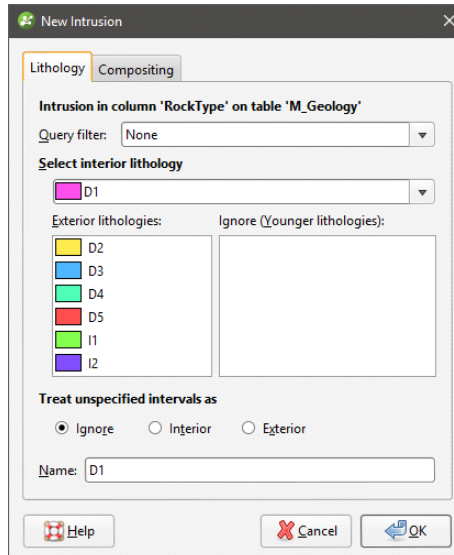 New Intrusion
Lithology Compositing
Intrusion in column 'RockType' on table 'M_Geology'
Query filter: None
Select interior lithology
D1
Exterior lithologies: Ignore (Younger lithologies):
D2
D3
D4
D5
I1
I2
Treat unspecified intervals as
Ignore Interior Exterior
Name: D1
Help Cancel OK